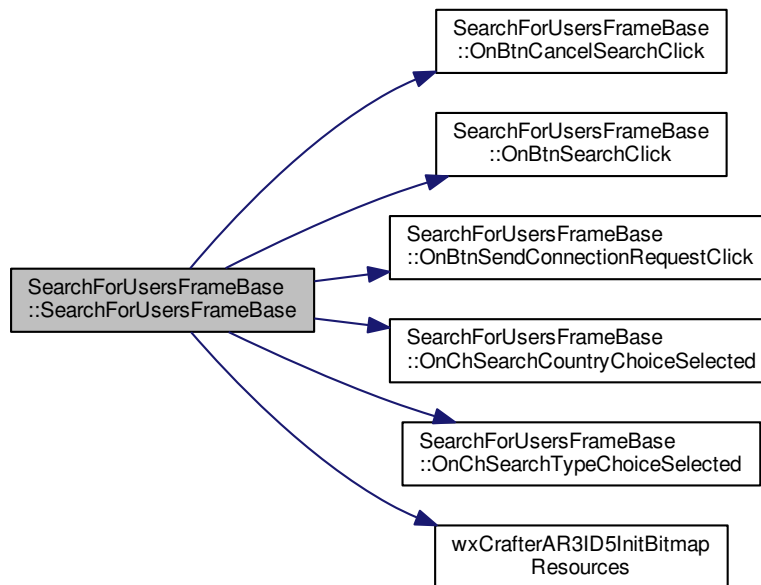 SearchForUsersFrameBase
::OnBtnCancelSearchClick
SearchForUsersFrameBase
::OnBtnSearchClick
SearchForUsersFrameBase
::OnBtnSendConnectionRequestClick
SearchForUsersFrameBase
::SearchForUsersFrameBase
SearchForUsersFrameBase
::OnChSearchCountryChoiceSelected
SearchForUsersFrameBase
::OnChSearchTypeChoiceSelected
wxCrafterAR3ID5InitBitmap
Resources